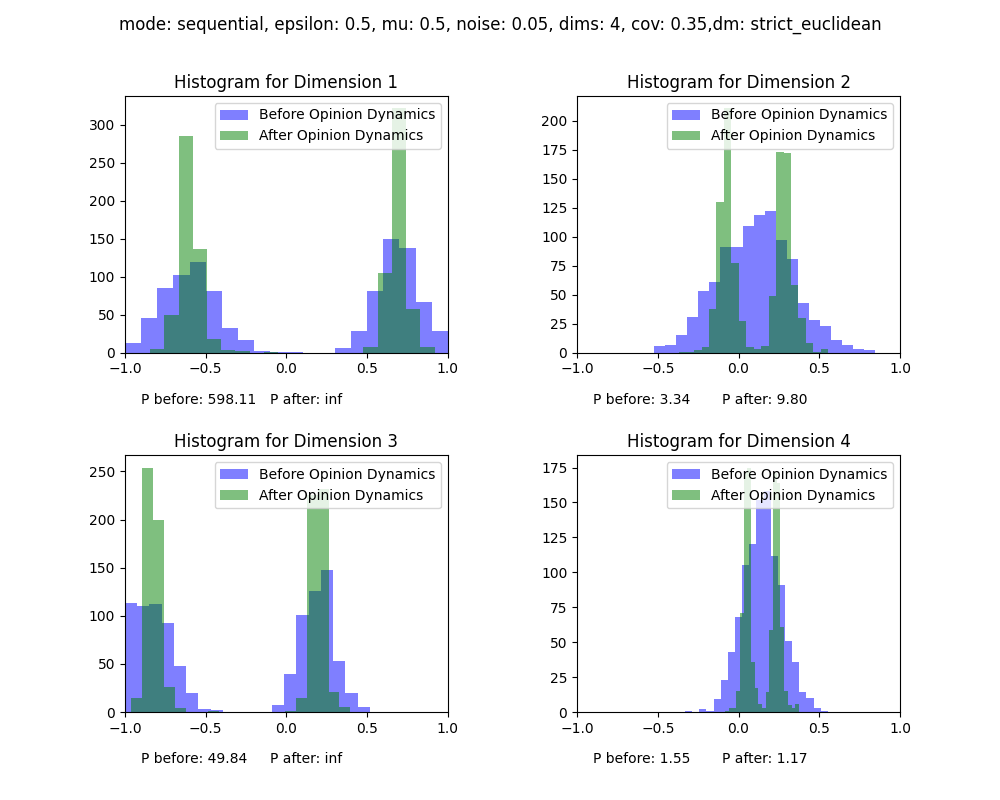 mode: sequential, epsilon: 0.5, mu: 0.5, noise: 0.05, dims: 4, cov: 0.35,dm: strict_euclidean
Histogram for Dimension 1
Before Opinion Dynamics
After Opinion Dynamics
300
250
200
150
100
50
0
−1.0 −0.5 0.0 0.5 1.0
P before: 598.11 P after: inf
Histogram for Dimension 2
Before Opinion Dynamics
After Opinion Dynamics
200
175
150
125
100
75
50
25
0
−1.0 −0.5 0.0 0.5 1.0
P before: 3.34 P after: 9.80
Histogram for Dimension 3
Before Opinion Dynamics
After Opinion Dynamics
250
200
150
100
50
0
−1.0 −0.5 0.0 0.5 1.0
P before: 49.84 P after: inf
Histogram for Dimension 4
Before Opinion Dynamics
After Opinion Dynamics
175
150
125
100
75
50
25
0
−1.0 −0.5 0.0 0.5 1.0
P before: 1.55 P after: 1.17